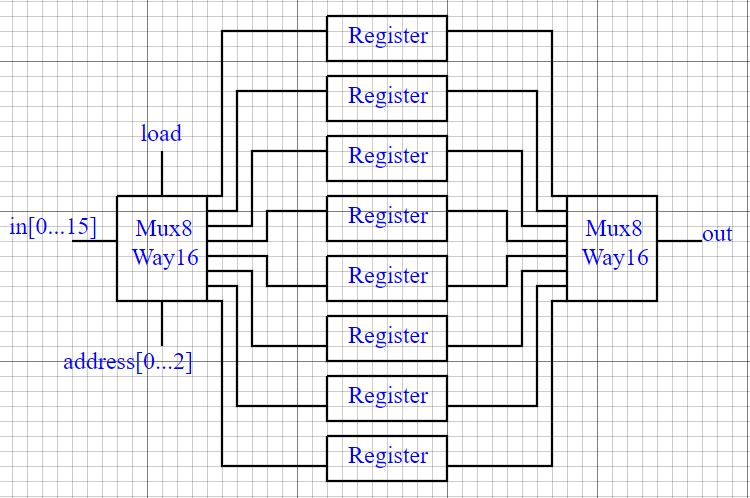 Register
Register
load
Register
in[0...15]
Mux8
Way16
Register
Mux8
Way16
out
Register
address[0...2]
Register
Register
Register